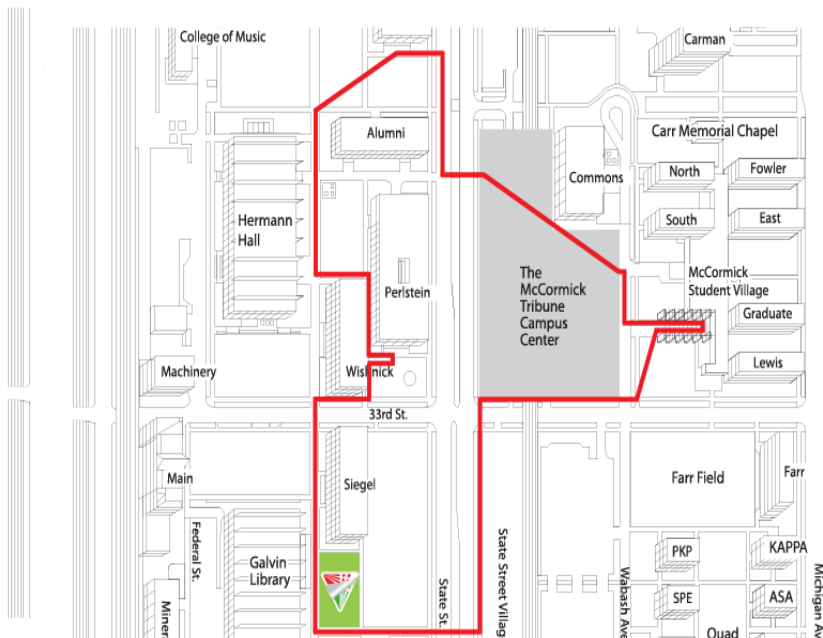 College of Music
Carman
Alumni
Carr Memorial Chapel
Commons
North
Fowler
Hermann
Hall
South
East
Perlstein
The
McCormick
Tribune
Campus
Center
McCormick
Student Village
Graduate
Machinery
Wishnick
Lewis
33rd St.
Main
Siegel
Farr Field
Farr
Federal St.
Galvin
Library
State St.
State Street Villag
PKP
KAPPA
SPE
ASA
Wabash Ave
Michigan Av
Miner
Quad